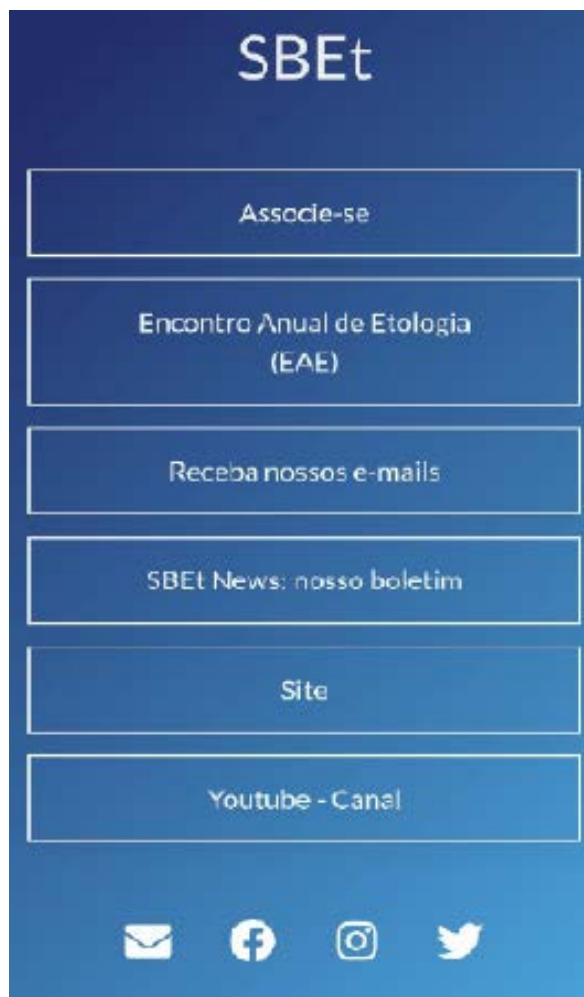 SBEt
Associe-se
Encontro Anual de Etologia
(EAE)
Receba nossos e-mails
SBEt News: nosso boletim
Site
Youtube - Canal